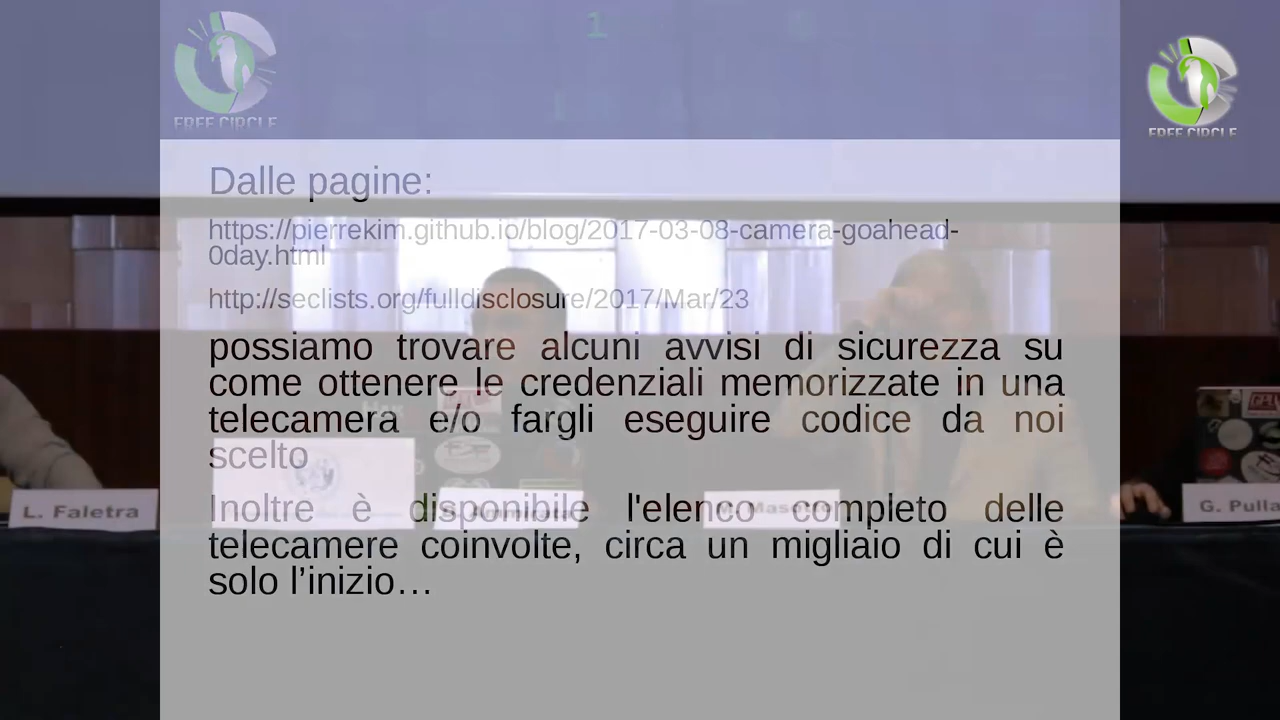 FREE CIRCLE
FREE CIRCLE
Dalle pagine:
https://pierrekim.github.io/blog/2017-03-08-camera-goahead-
0day.html
http://seclists.org/fulldisclosure/2017/Mar/23
possiamo trovare alcuni avvisi di sicurezza su
come ottenere le credenziali memorizzate in una
telecamera e/o fargli eseguire codice da noi
scelto
Inoltre è disponibile l'elenco completo delle
telecamere coinvolte, circa un migliaio di cui è
solo l’inizio…
L. Faletra
G. Pulla